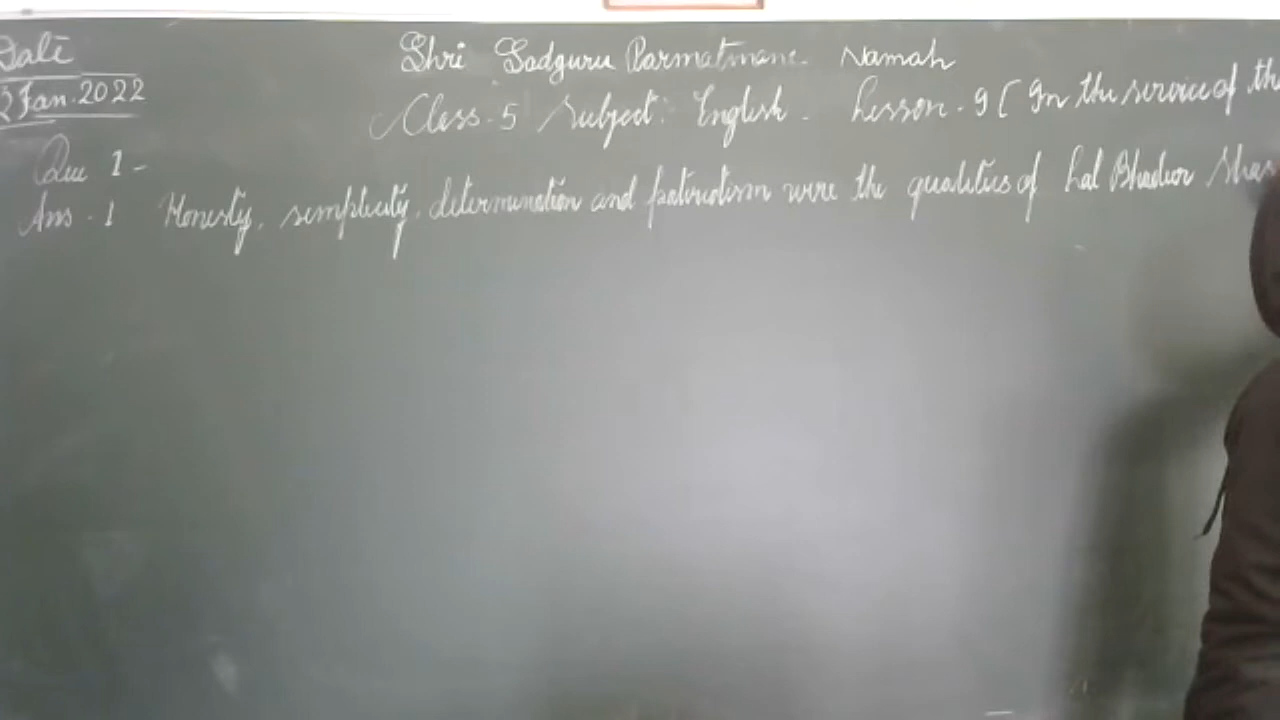 Date
Shri Sadguru Parmatmane Namah
2 Jan. 2022
Class. 5 Subject: English. Lesson. 9 ( In the service of the
Que 1 -
Ans. 1 Honesty, simplicity, determination and patriotism were the qualities of Lal Bhadur Shas